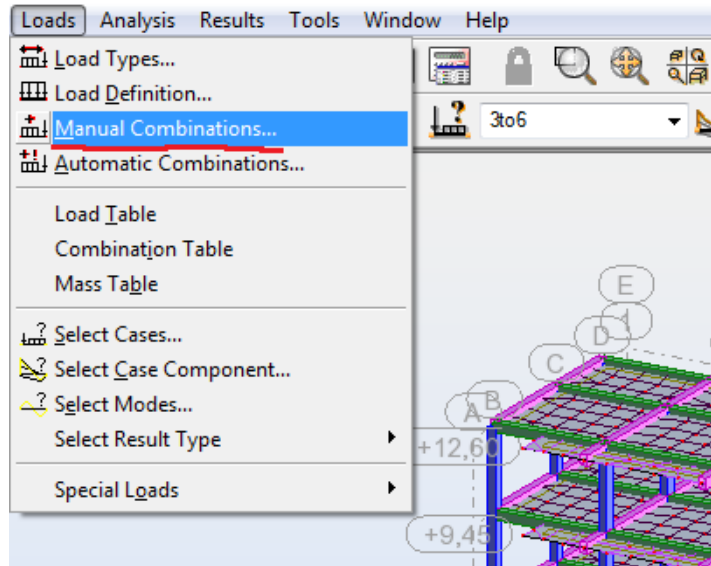 Loads Analysis Results Tools Window Help
Load Types...
Load Definition...
Manual Combinations...
3to6
Automatic Combinations...
Load Table
Combination Table
Mass Table
Select Cases...
Select Case Component...
Select Modes...
Select Result Type
Special Loads
E
1
D
C
B
A
+12,60
+9,45